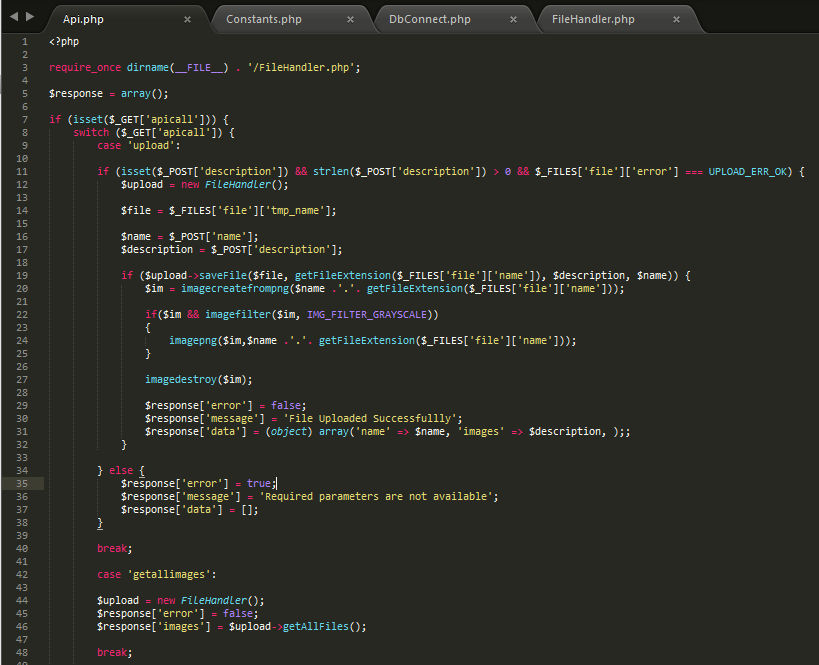 Api.php × Constants.php × DbConnect.php × FileHandler.php ×
1 <?php
2
3 require_once dirname(__FILE__) . '/FileHandler.php';
4
5 $response = array();
6
7 if (isset($_GET['apicall'])) {
8 switch ($_GET['apicall']) {
9 case 'upload':
10
11 if (isset($_POST['description']) && strlen($_POST['description']) > 0 && $_FILES['file']['error'] === UPLOAD_ERR_OK) {
12 $upload = new FileHandler();
13
14 $file = $_FILES['file']['tmp_name'];
15
16 $name = $_POST['name'];
17 $description = $_POST['description'];
18
19 if ($upload->saveFile($file, getFileExtension($_FILES['file']['name']), $description, $name)) {
20 $im = imagecreatefrompng($name .'.'. getFileExtension($_FILES['file']['name']));
21
22 if($im && imagefilter($im, IMG_FILTER_GRAYSCALE))
23 {
24 imagepng($im,$name .'.'. getFileExtension($_FILES['file']['name']));
25 }
26
27 imagedestroy($im);
28
29 $response['error'] = false;
30 $response['message'] = 'File Uploaded Successfullly';
31 $response['data'] = (object) array('name' => $name, 'images' => $description, );;
32 }
33
34 } else {
35 $response['error'] = true;
36 $response['message'] = 'Required parameters are not available';
37 $response['data'] = [];
38 }
39
40 break;
41
42 case 'getallimages':
43
44 $upload = new FileHandler();
45 $response['error'] = false;
46 $response['images'] = $upload->getAllFiles();
47
48 break;